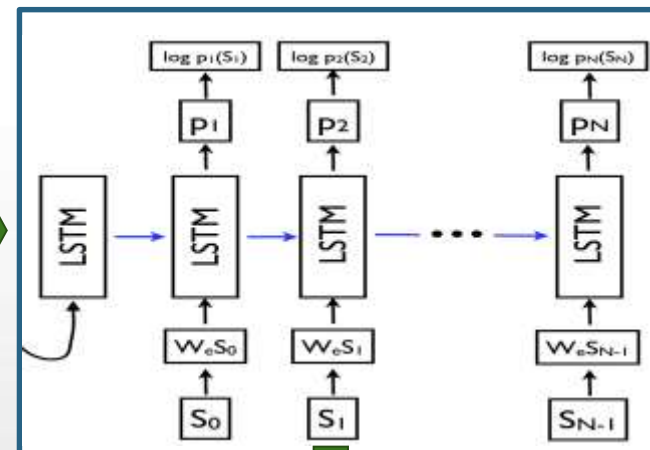 log p₁(S₁) log p₂(S₂) log pN(SN)
p₁ p₂ pN
LSTM LSTM LSTM ••• LSTM
WₑS₀ WₑS₁ WₑSN-1
S₀ S₁ SN-1